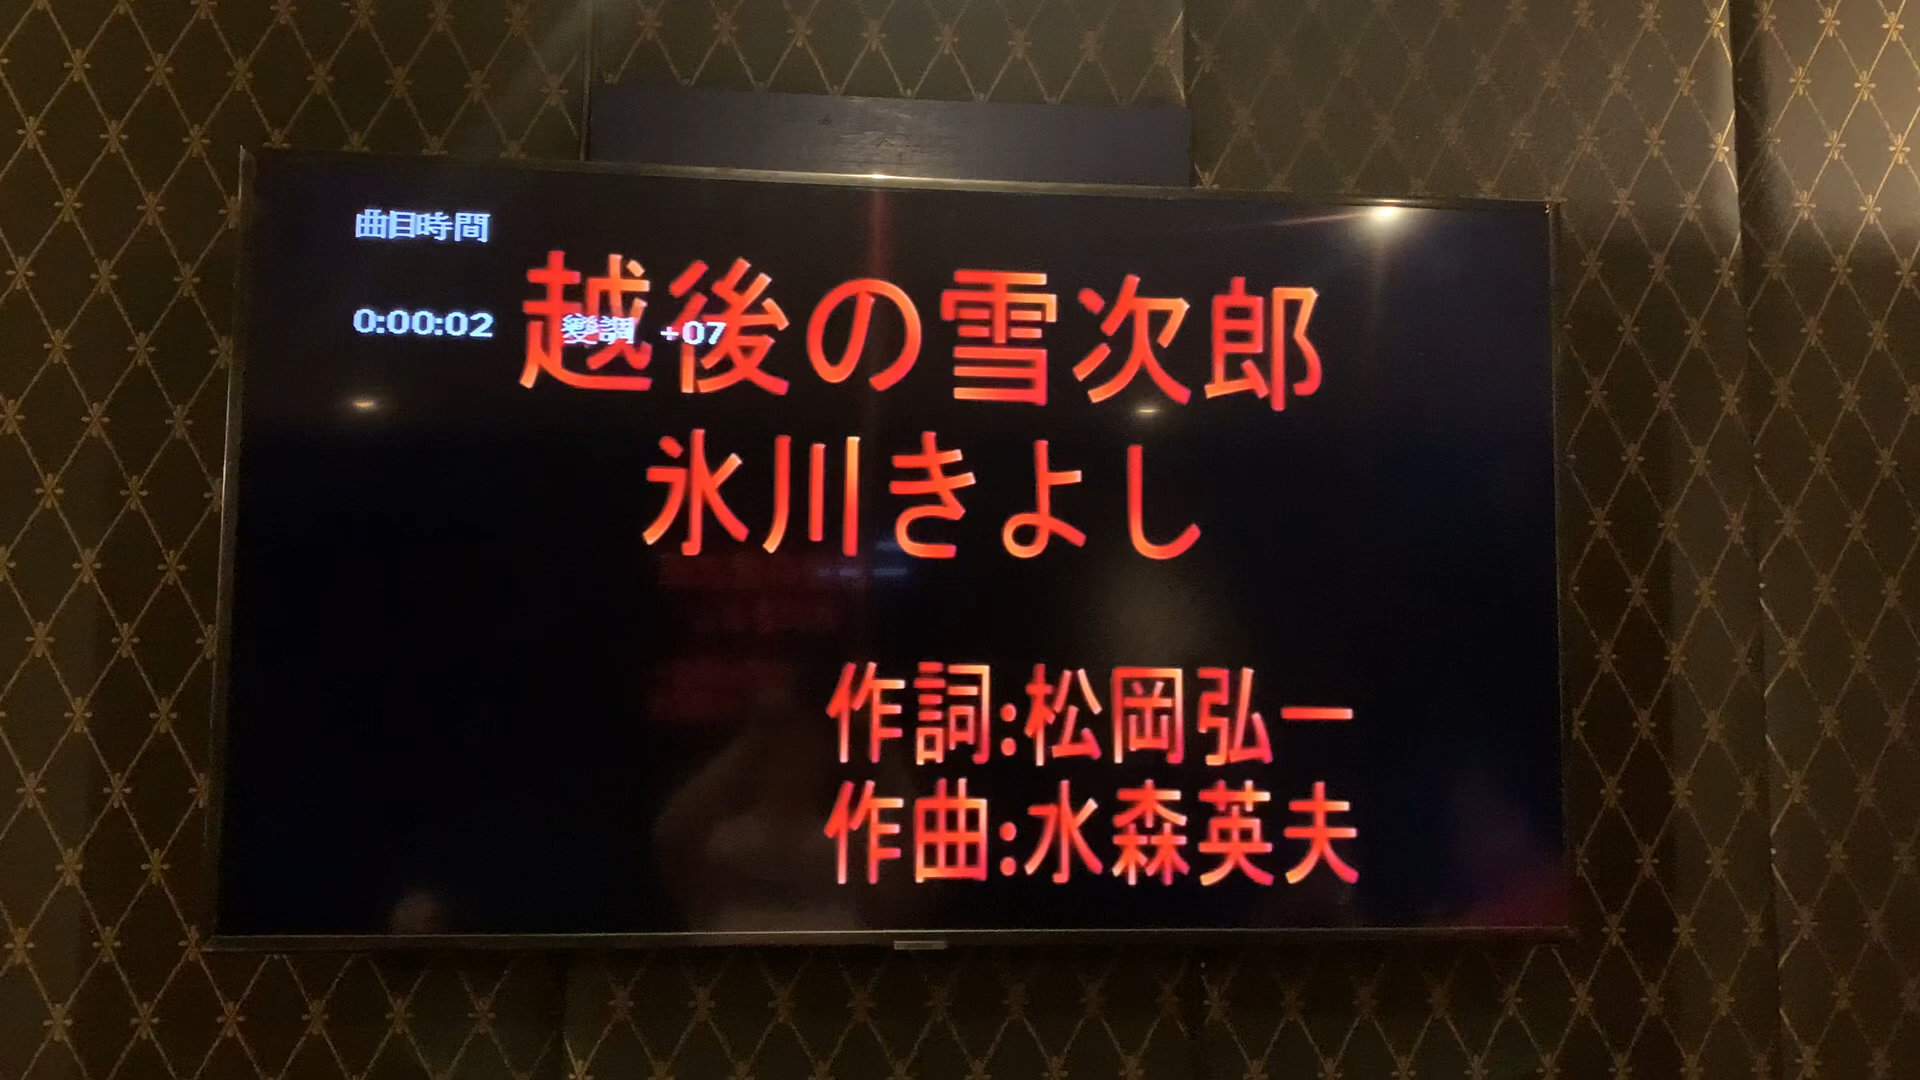 曲目時間
越後の雪次郎
0:00:02 變調 +07
氷川きよし
作詞:松岡弘一
作曲:水森英夫